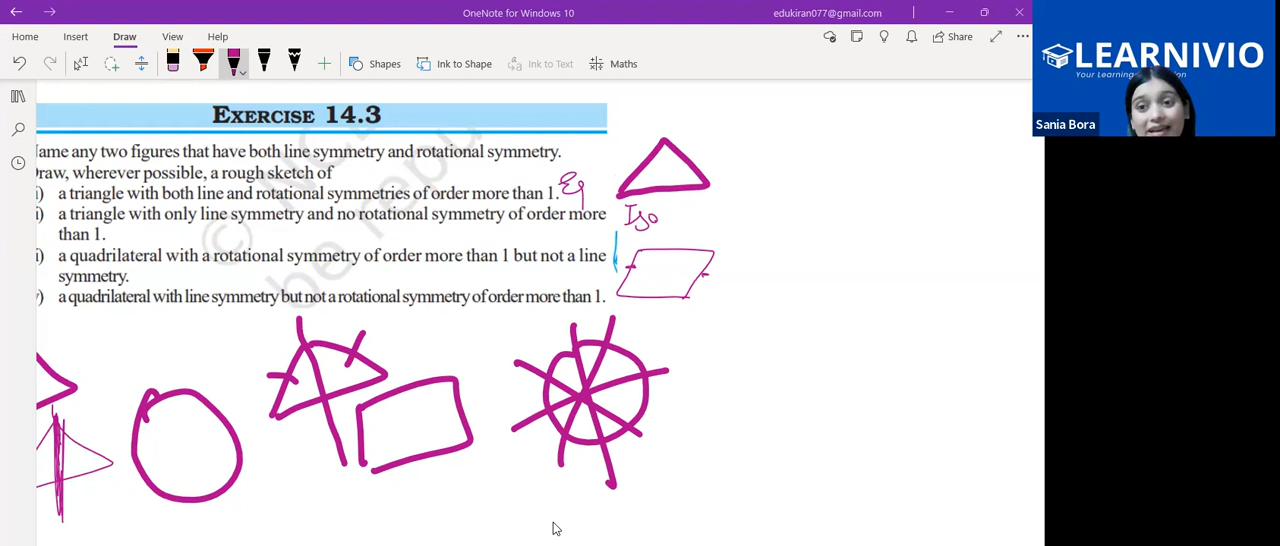 OneNote for Windows 10
edukiran077@gmail.com
Home Insert Draw View Help
Share
Shapes Ink to Shape Ink to Text Maths
LEARNIVIO
Your Learning
Sania Bora
EXERCISE 14.3
Name any two figures that have both line symmetry and rotational symmetry.
Draw, wherever possible, a rough sketch of
i) a triangle with both line and rotational symmetries of order more than 1. Eq
i) a triangle with only line symmetry and no rotational symmetry of order more
than 1.
Iso
i) a quadrilateral with a rotational symmetry of order more than 1 but not a line
symmetry.
v) a quadrilateral with line symmetry but not a rotational symmetry of order more than 1.
© NC
be repu